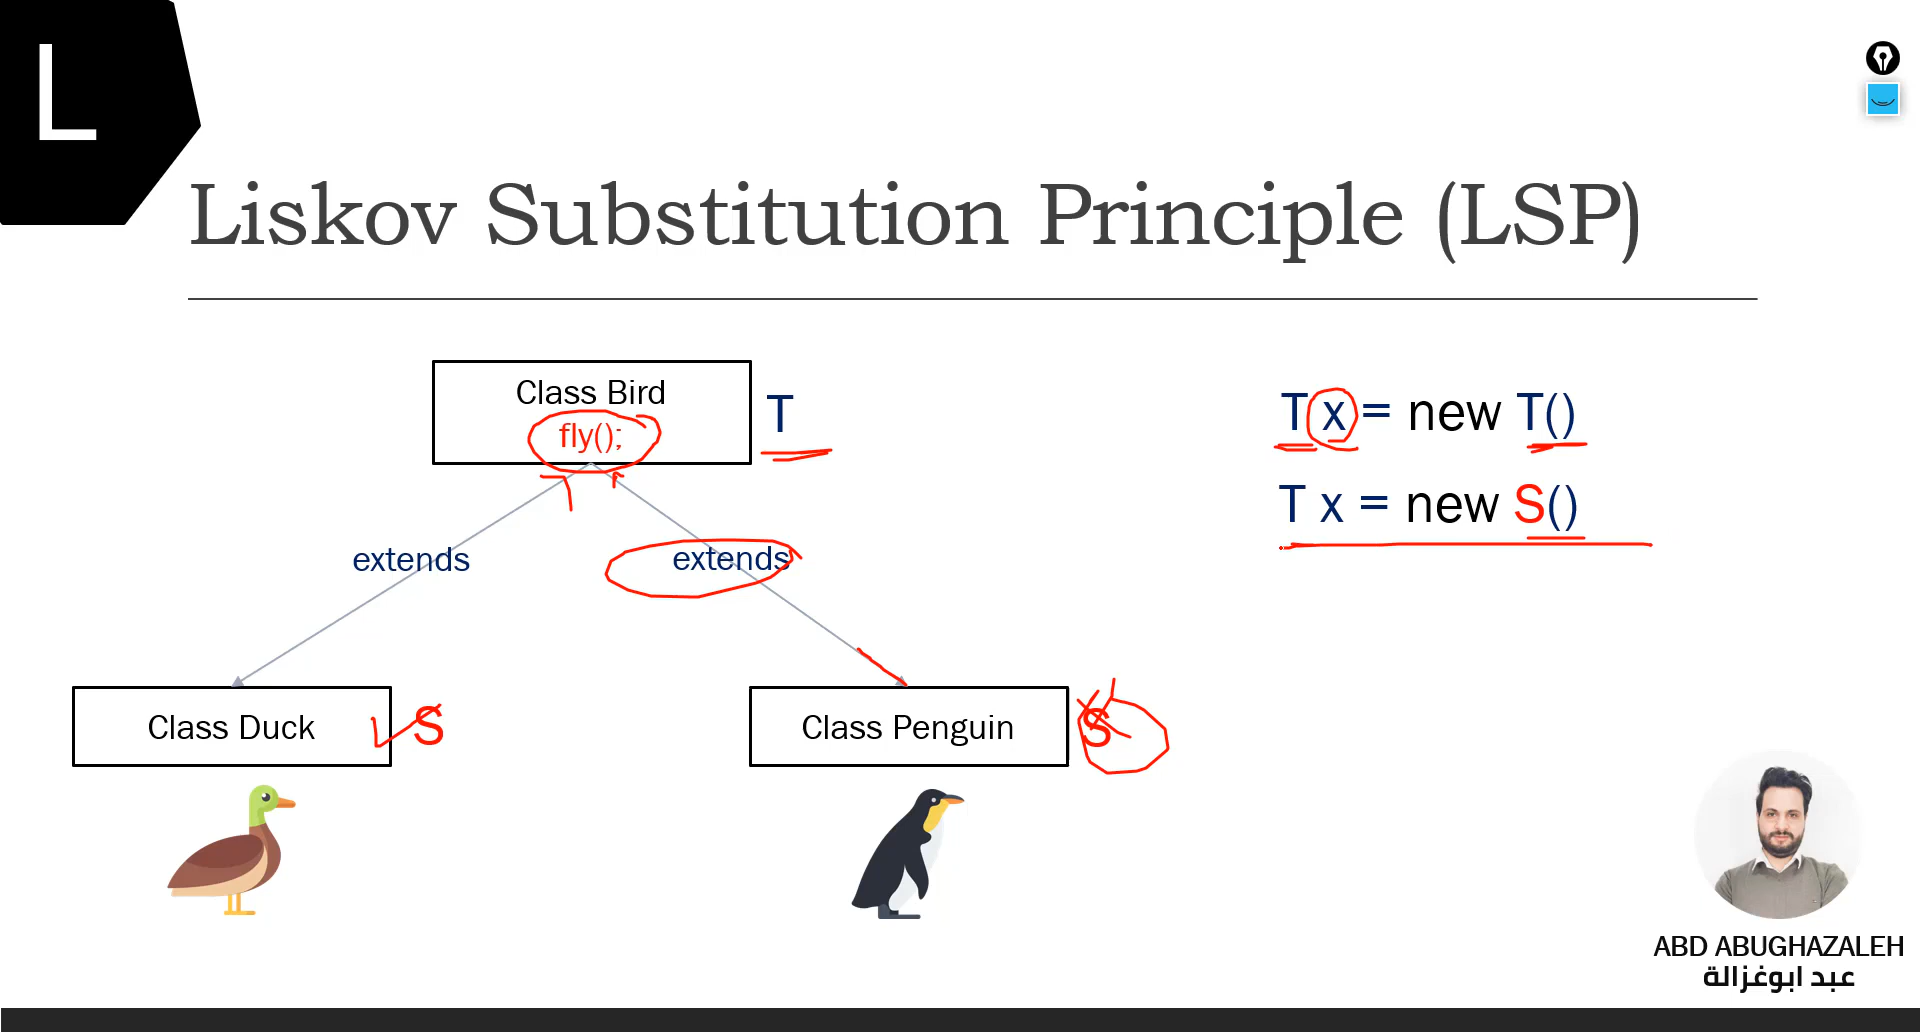 L
Liskov Substitution Principle (LSP)
Class Bird
fly();
T
T x = new T()
T x = new S()
extends
extends
Class Duck
S
Class Penguin
S
ABD ABUGHAZALEH
عبد ابوغزالة